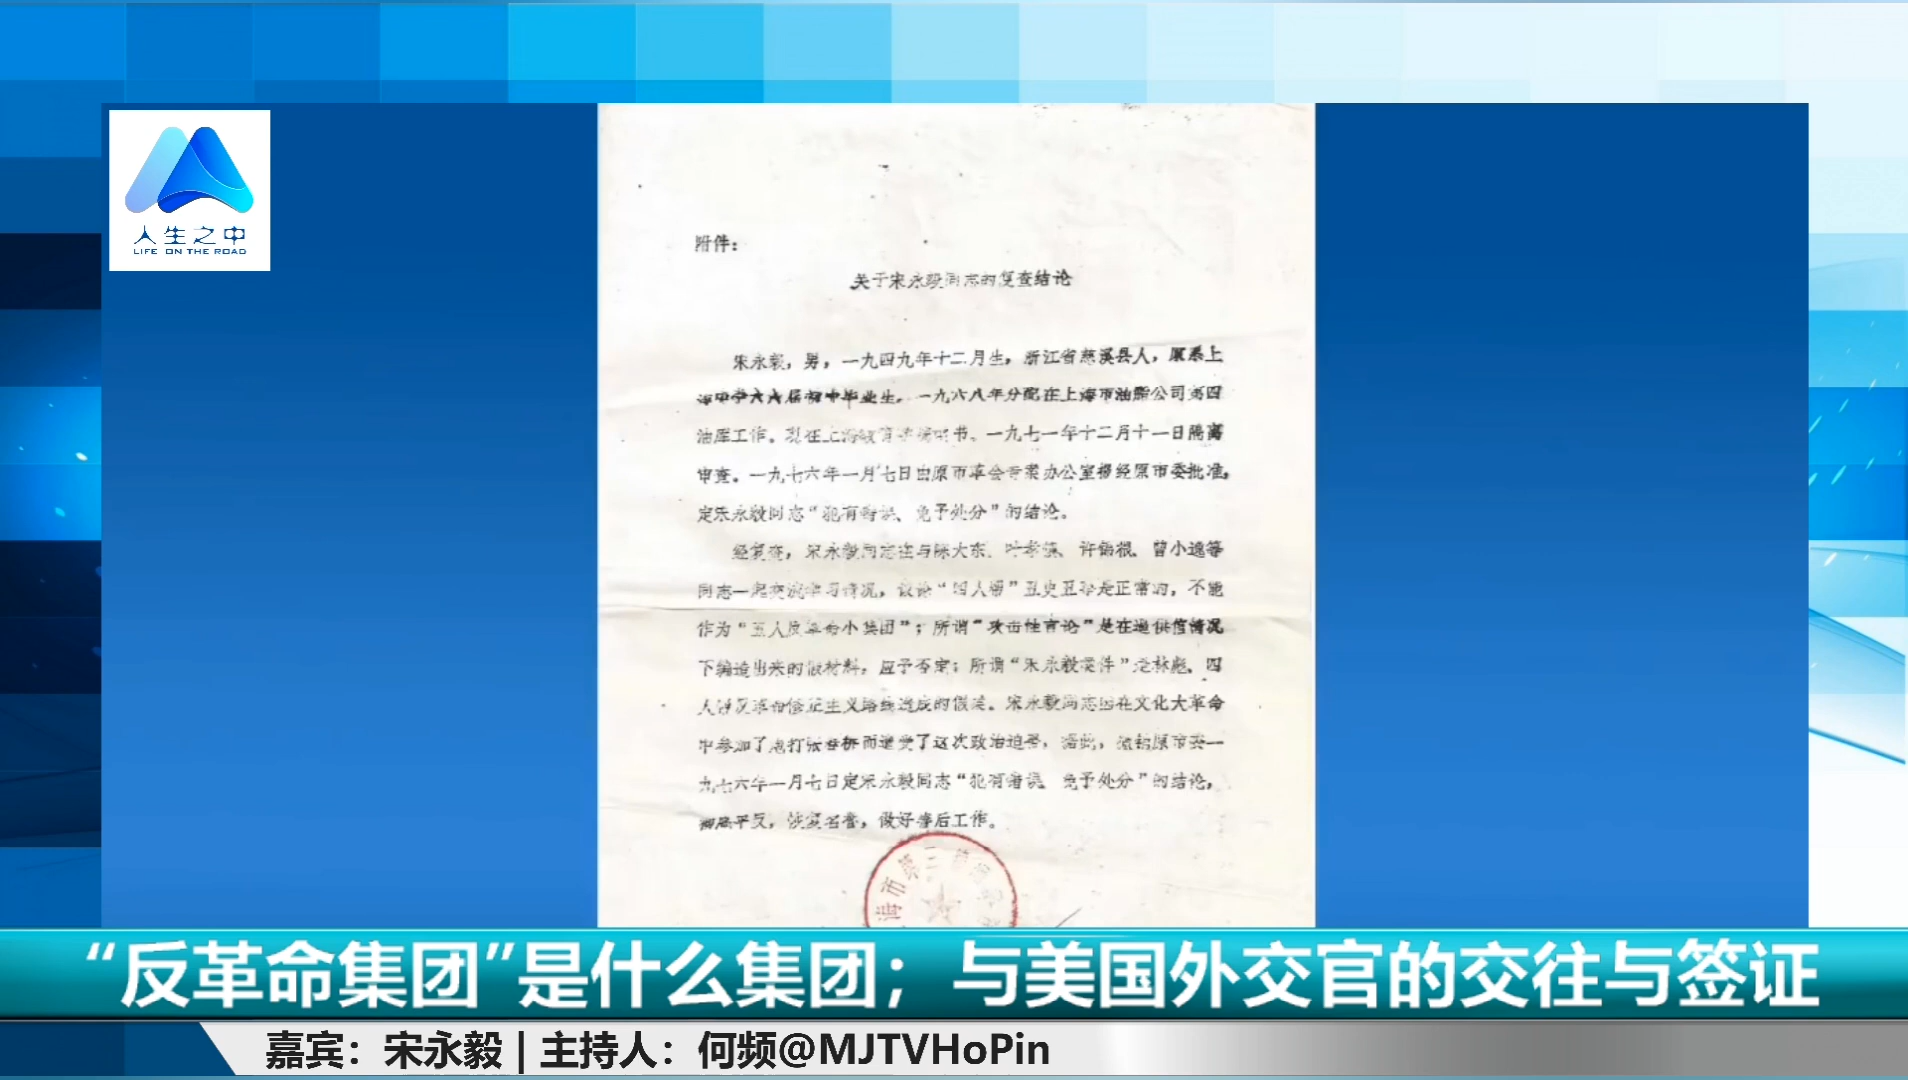 人生之中
LIFE ON THE ROAD
附件：
关于宋永毅同志的复查结论
宋永毅，男，一九四九年十二月生，浙江省慈溪县人，原系上
海中学六六届初中毕业生。一九六八年分配在上海市油脂公司第四
油库工作。现在上海 读书。一九七一年十二月十一日隔离
审查。一九七六年一月七日由原市革会专案办公室报经原市委批准，
定宋永毅同志“犯有错误、免予处分”的结论。
经复查，宋永毅同志在与陈大东、叶孝慎、许锡根、曾小逸等
同志一起交流学习情况，议论“四人帮”丑史丑行是正常的，不能
作为“五人反革命小集团”；所谓“攻击性言论”是在逼供信情况
下编造出来的假材料，应予否定；所谓“宋永毅案件”是林彪、四
人帮反革命修正主义路线造成的假案。宋永毅同志因在文化大革命
中参加了炮打张春桥而遭受了这次政治迫害，据此，撤销原市委一
九七六年一月七日定宋永毅同志“犯有错误、免予处分”的结论，
平反，恢复名誉，做好善后工作。
海市第三
“反革命集团”是什么集团；与美国外交官的交往与签证
嘉宾：宋永毅 | 主持人：何频@MJTVHoPin